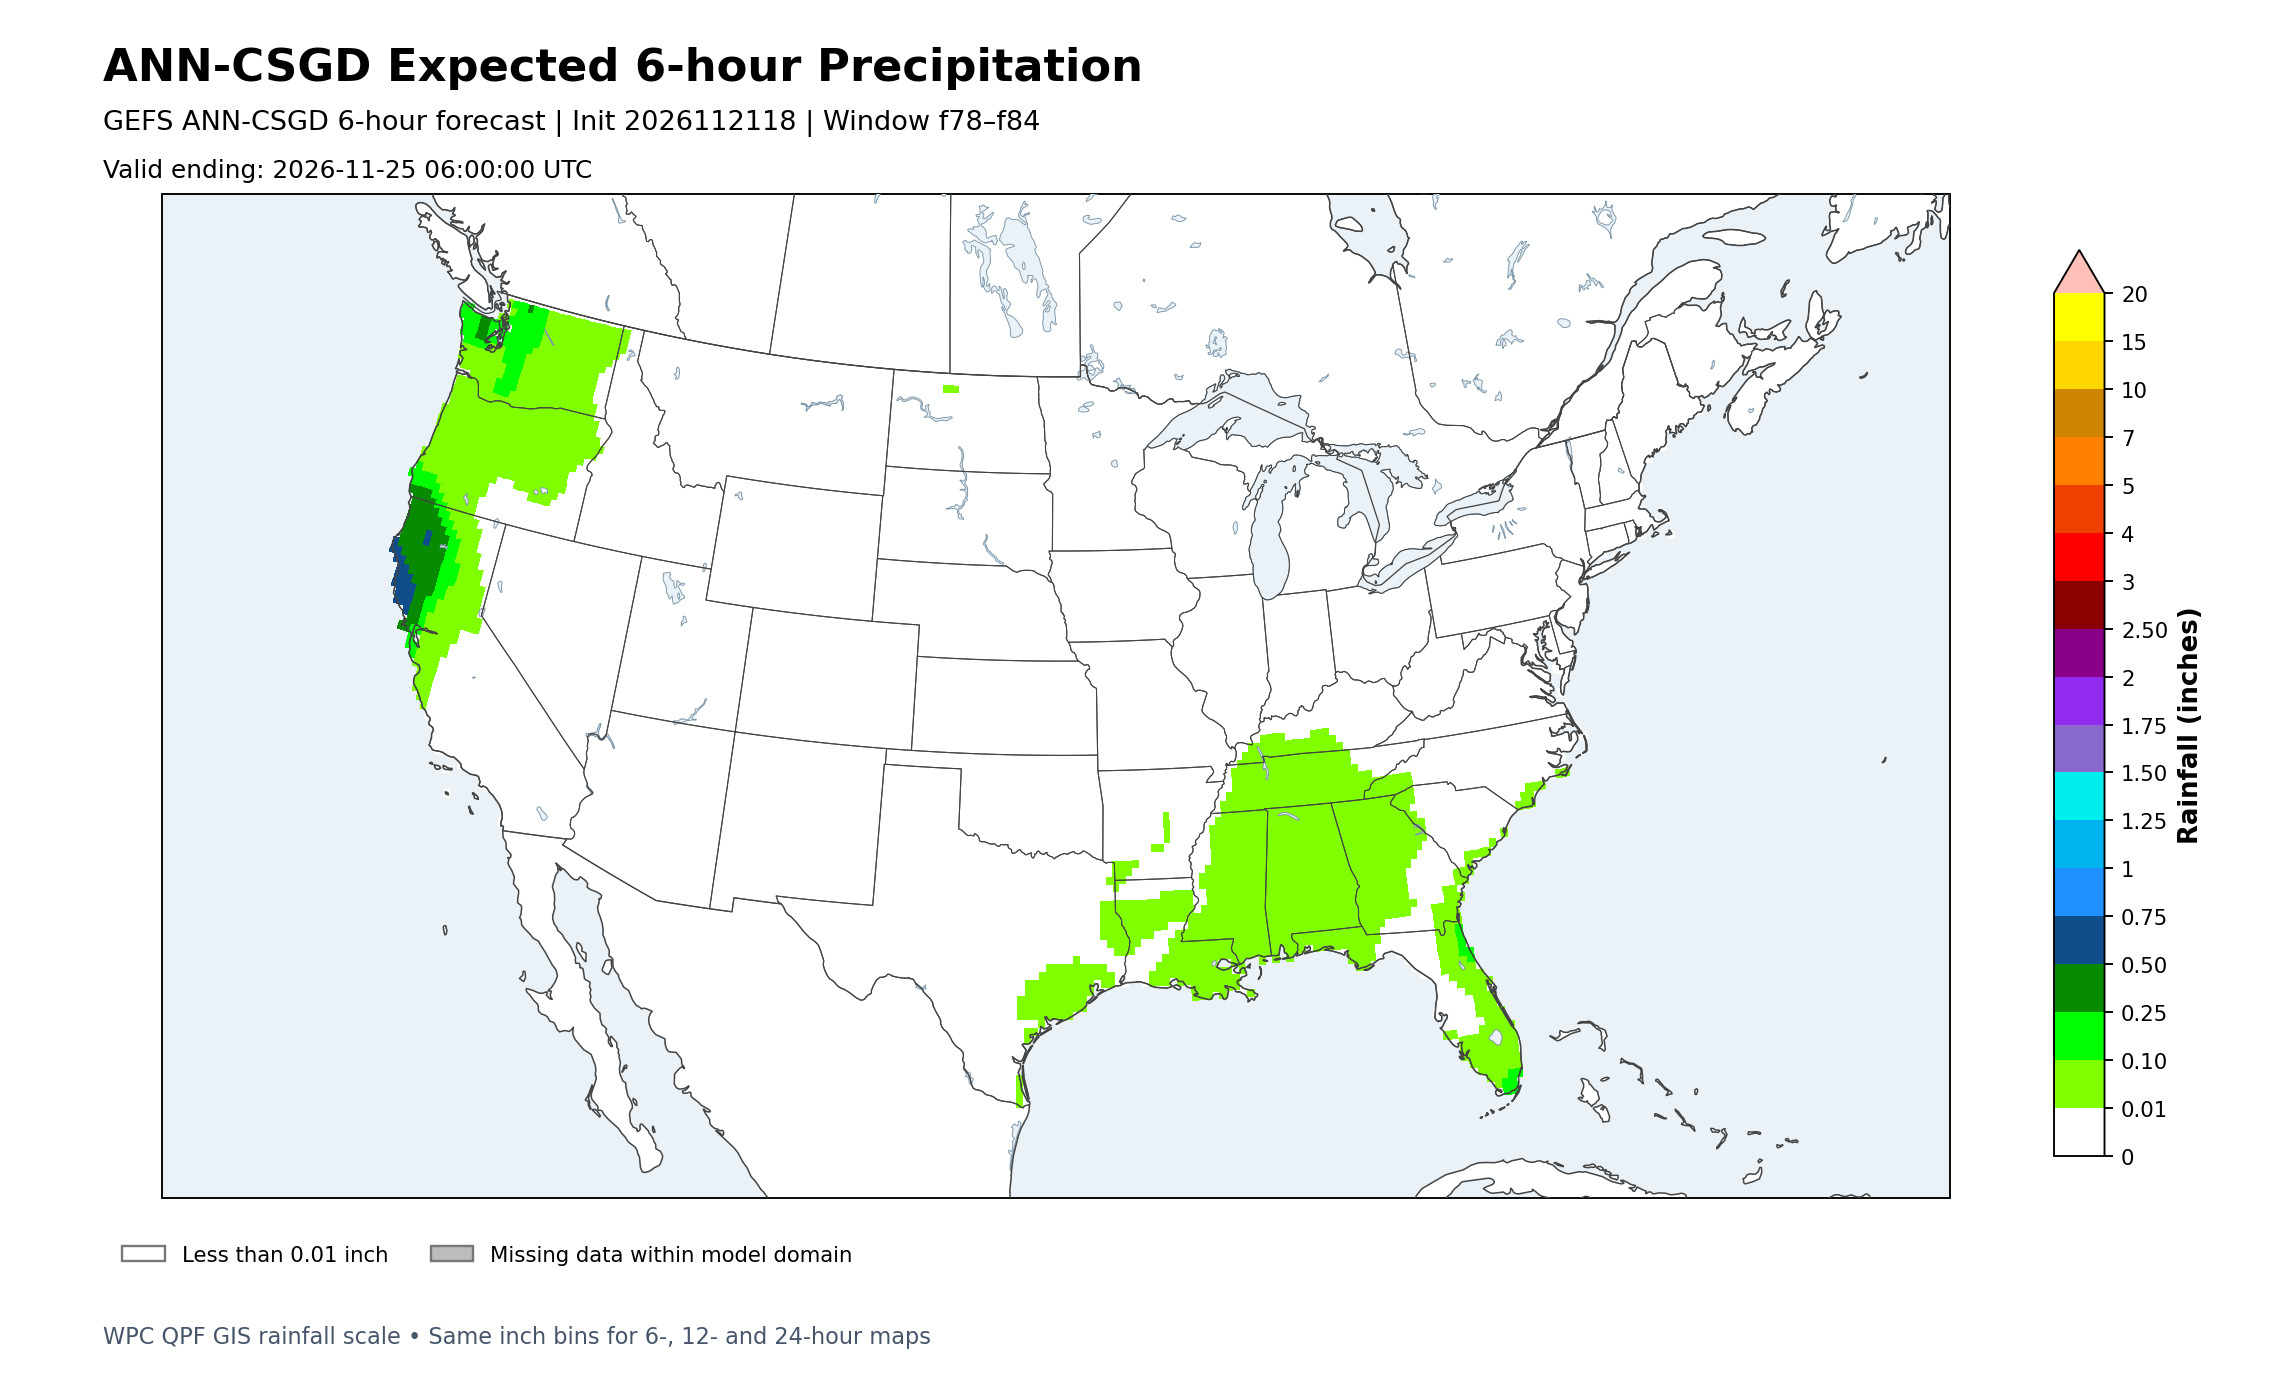 ANN-CSGD Expected 6-hour Precipitation
GEFS ANN-CSGD 6-hour forecast | Init 2026112118 | Window f78–f84
Valid ending: 2026-11-25 06:00:00 UTC
20
15
10
7
5
4
3
2.50
2
1.75
1.50
1.25
1
0.75
0.50
0.25
0.10
0.01
0
Rainfall (inches)
Less than 0.01 inch
Missing data within model domain
WPC QPF GIS rainfall scale • Same inch bins for 6-, 12- and 24-hour maps